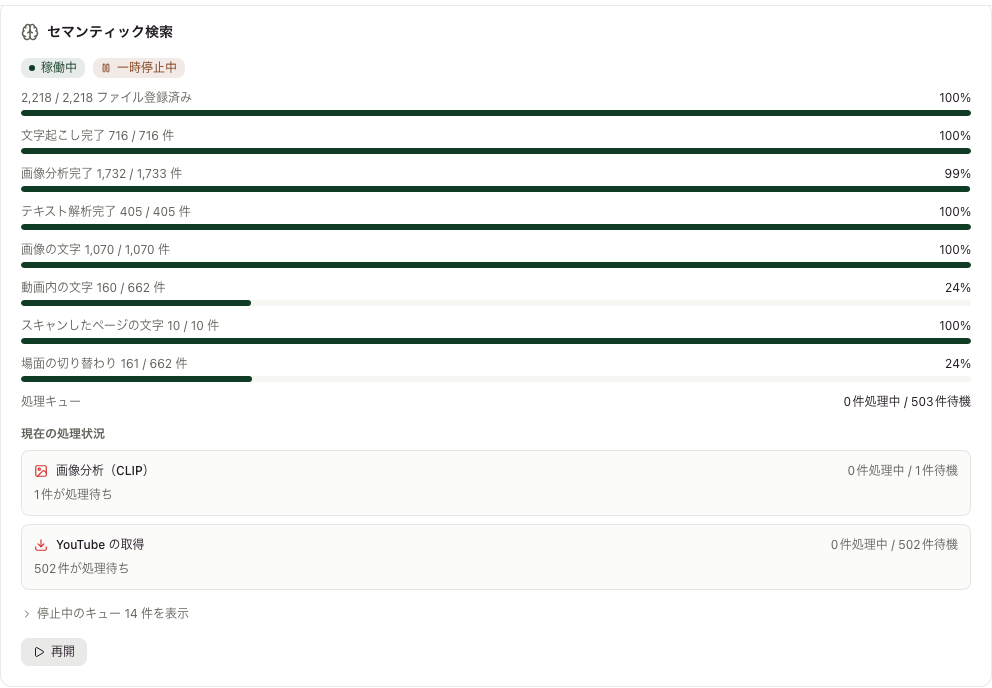 セマンティック検索
稼働中 一時停止中
2,218 / 2,218 ファイル登録済み 100%
文字起こし完了 716 / 716 件 100%
画像分析完了 1,732 / 1,733 件 99%
テキスト解析完了 405 / 405 件 100%
画像の文字 1,070 / 1,070 件 100%
動画内の文字 160 / 662 件 24%
スキャンしたページの文字 10 / 10 件 100%
場面の切り替わり 161 / 662 件 24%
処理キュー 0件処理中 / 503件待機
現在の処理状況
画像分析（CLIP） 0件処理中 / 1件待機
1件が処理待ち
YouTube の取得 0件処理中 / 502件待機
502件が処理待ち
停止中のキュー 14 件を表示
再開